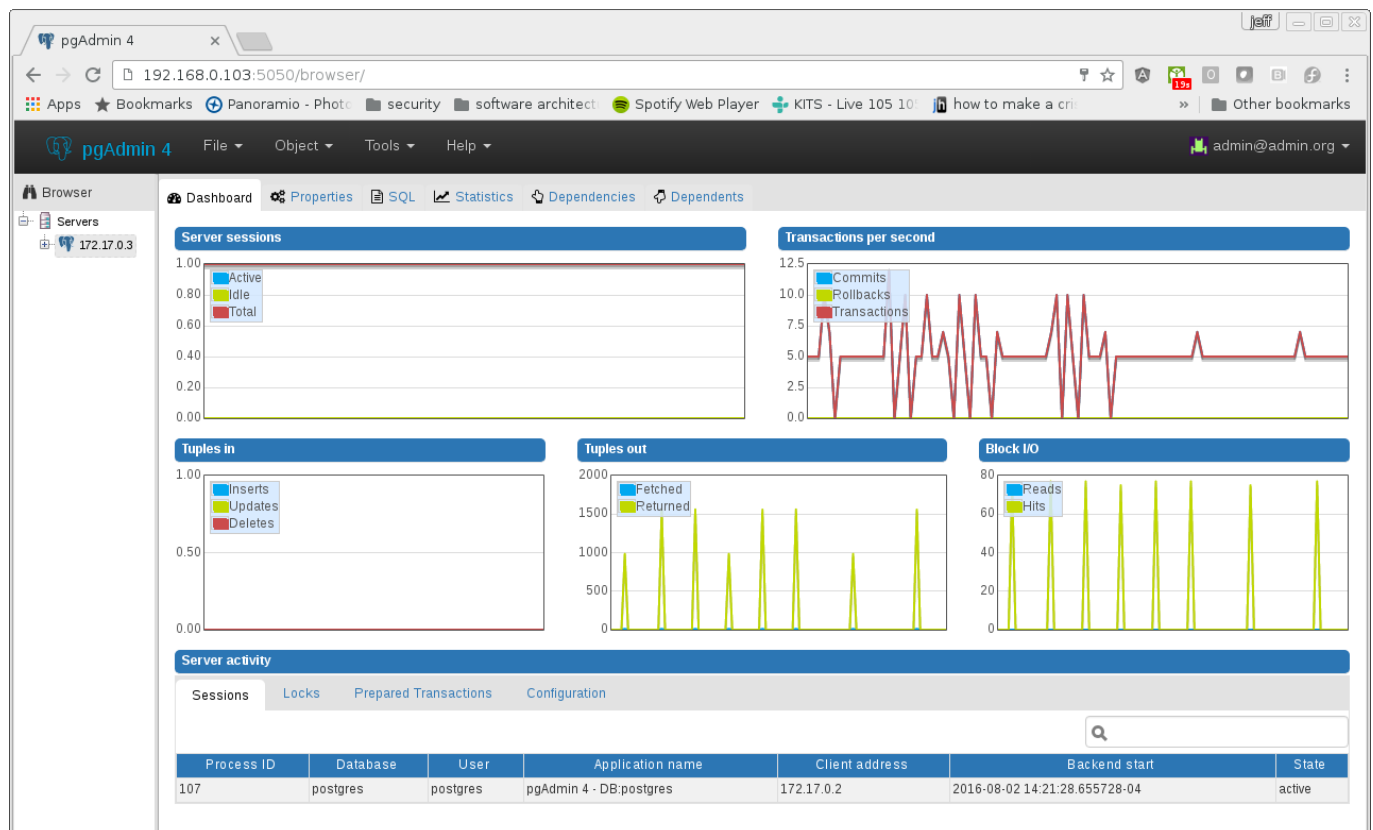 jeff
pgAdmin 4
192.168.0.103:5050/browser/
19s
Apps Bookmarks Panoramio - Photo security software architect Spotify Web Player KITS - Live 105 10 how to make a cri » Other bookmarks
pgAdmin 4 File Object Tools Help admin@admin.org
Browser
Dashboard Properties SQL Statistics Dependencies Dependents
Servers
172.17.0.3
Server sessions
1.00
0.80
0.60
0.40
0.20
0.00
Active
Idle
Total
Transactions per second
12.5
10.0
7.5
5.0
2.5
0.0
Commits
Rollbacks
Transactions
Tuples in
1.00
0.50
0.00
Inserts
Updates
Deletes
Tuples out
2000
1500
1000
500
0
Fetched
Returned
Block I/O
80
60
40
20
0
Reads
Hits
Server activity
Sessions Locks Prepared Transactions Configuration
Process ID Database User Application name Client address Backend start State
107 postgres postgres pgAdmin 4 - DB:postgres 172.17.0.2 2016-08-02 14:21:28.655728-04 active